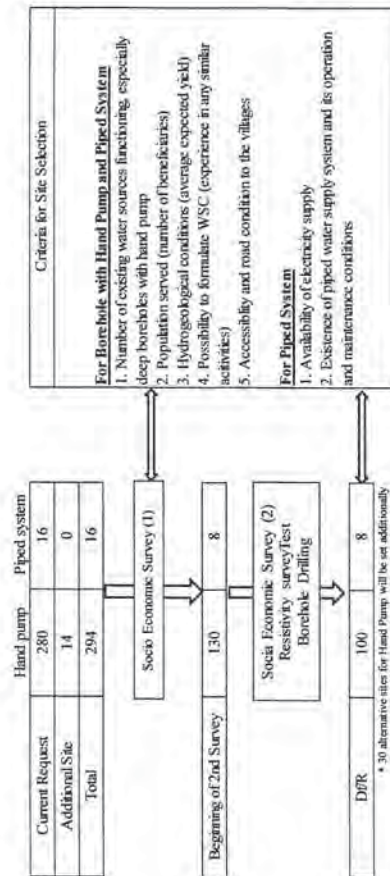 Hand pump Piped system
Current Request 280 16
Additional Site 14 0
Total 294 16
Socio Economic Survey (1)
Beginning of 2nd Survey 130 8
Socia Economic Survey (2)
Resistivity surveyTest
Borehole Drilling
Df/R 100 8
* 30 alternative sites for Hand Pump will be set additionally
Criteria for Site Selection
For Borehole with Hand Pump and Piped System
1. Number of existing water sources functioning, especially
deep boreholes with hand pump
2. Population served (number of beneficiaries)
3. Hydrogeological conditions (average expected yield)
4. Possibility to formulate WSC (experience in any similar
acitivities)
5. Accessiblity and road condition to the villages
For Piped System
1. Availability of electricity supply
2. Existence of piped water supply system and its operation
and maintenance conditions